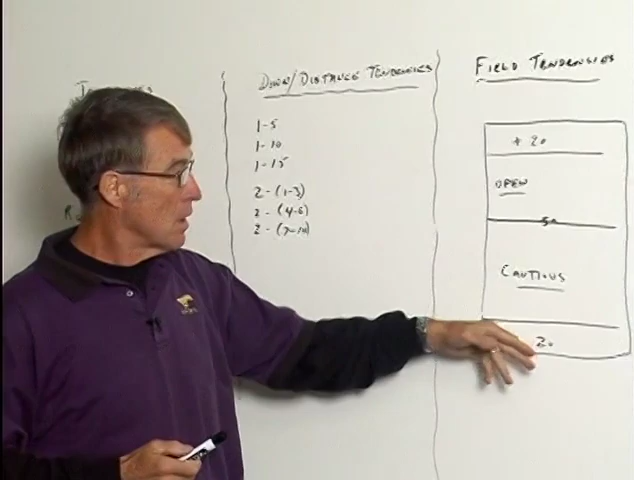 DOWN/DISTANCE TENDENCIES
1-5
1-10
1-15
2-(1-3)
2-(4-6)
2-(7-10)
FIELD TENDENCIES
+20
OPEN
50
CAUTIOUS
20